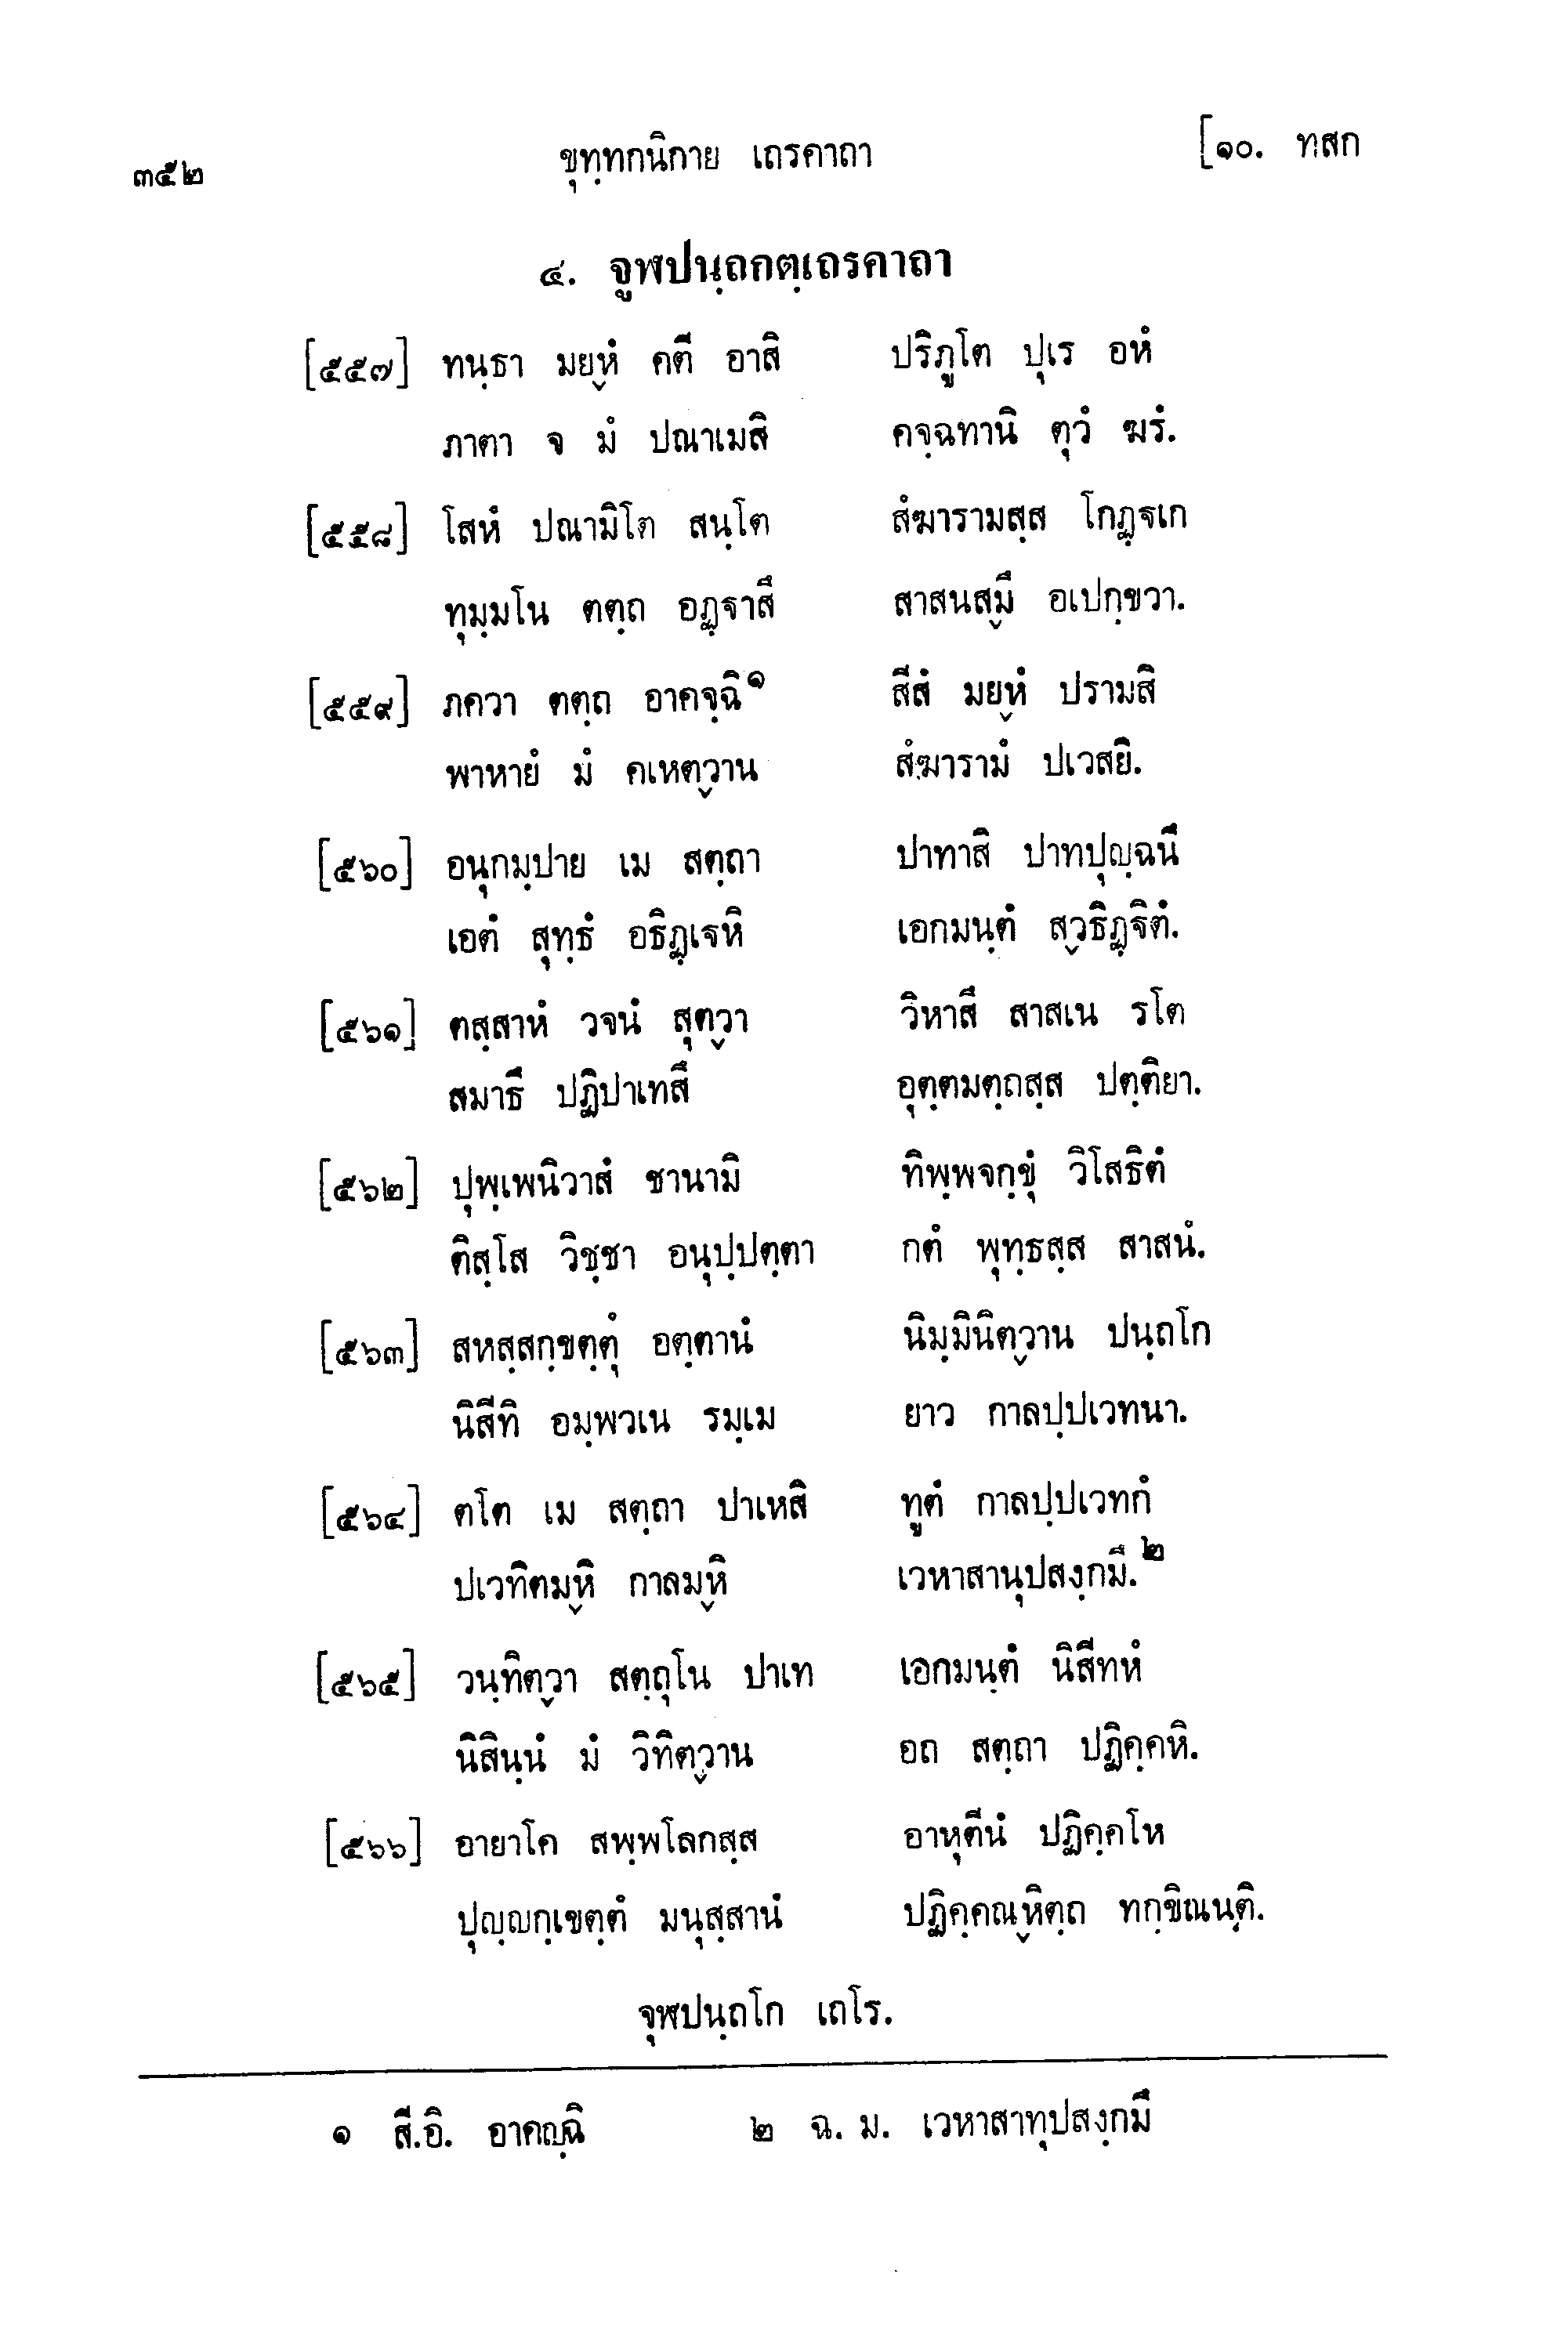 ๓๕๒ ขุทฺทกนิกาย เถรคาถา [๑๐. ทสก
๔. จูฬปนฺถกตฺเถรคาถา
[๕๕๗] ทนฺธา มยฺหํ คตี อาสิ ปริภูโต ปุเร อหํ
ภาตา จ มํ ปณาเมสิ คจฺฉทานิ ตุวํ ฆรํ.
[๕๕๘] โสหํ ปณามิโต สนฺโต สํฆารามสฺส โกฏฺฐเก
ทุมฺมโน ตตฺถ อฏฺฐาสึ สาสนสฺมึ อเปกฺขวา.
[๕๕๙] ภควา ตตฺถ อาคจฺฉิ๑ สีสํ มยฺหํ ปรามสิ
พาหายํ มํ คเหตฺวาน สํฆารามํ ปเวสยิ.
[๕๖๐] อนุกมฺปาย เม สตฺถา ปาทาสิ ปาทปุญฺฉนึ
เอตํ สุทฺธํ อธิฏฺเฐหิ เอกมนฺตํ สฺวธิฏฺฐิตํ.
[๕๖๑] ตสฺสาหํ วจนํ สุตฺวา วิหาสึ สาสเน รโต
สมาธึ ปฏิปาเทสึ อุตฺตมตฺถสฺส ปตฺติยา.
[๕๖๒] ปุพฺเพนิวาสํ ชานามิ ทิพฺพจกฺขุํ วิโสธิตํ
ติสฺโส วิชฺชา อนุปฺปตฺตา กตํ พุทฺธสฺส สาสนํ.
[๕๖๓] สหสฺสกฺขตฺตุํ อตฺตานํ นิมฺมินิตฺวาน ปนฺถโก
นิสีทิ อมฺพวเน รมฺเม ยาว กาลปฺปเวทนา.
[๕๖๔] ตโต เม สตฺถา ปาเหสิ ทูตํ กาลปฺปเวทกํ
ปเวทิตมฺหิ กาลมฺหิ เวหาสานุปสงฺกมึ.๒
[๕๖๕] วนฺทิตฺวา สตฺถุโน ปาเท เอกมนฺตํ นิสีทหํ
นิสินฺนํ มํ วิทิตฺวาน อถ สตฺถา ปฏิคฺคหิ.
[๕๖๖] อายาโค สพฺพโลกสฺส อาหุตีนํ ปฏิคฺคโห
ปุญฺญกฺเขตฺตํ มนุสฺสานํ ปฏิคฺคณฺหิตฺถ ทกฺขิณนฺติ.
จุฬปนฺถโก เถโร.
๑ สี.อิ. อาคญฺฉิ ๒ ฉ. ม. เวหาสาทุปสงฺกมึ